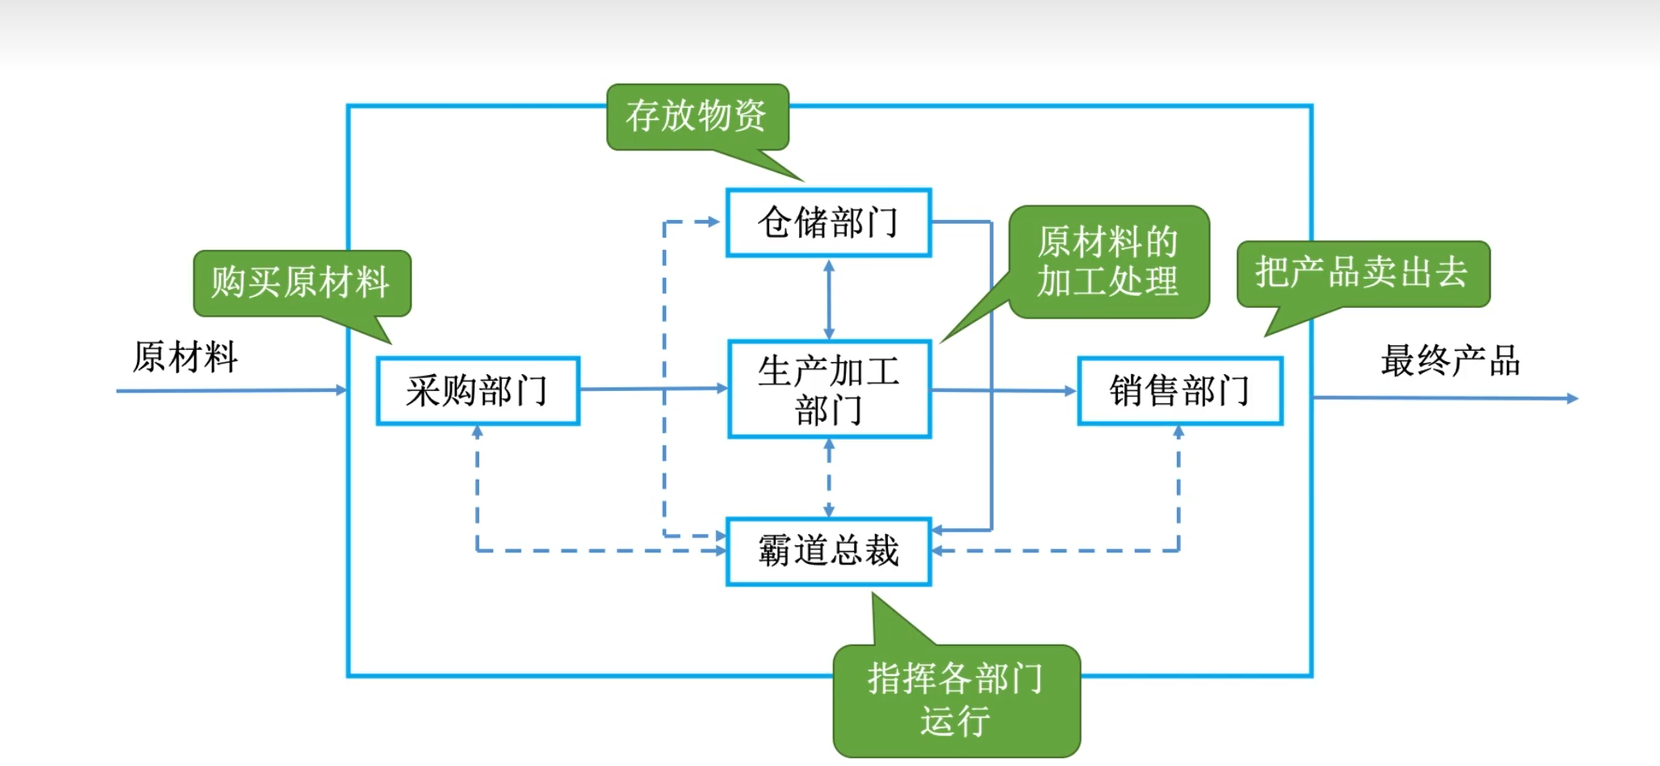 存放物资
仓储部门
原材料的
加工处理
把产品卖出去
购买原材料
原材料
采购部门
生产加工
部门
销售部门
最终产品
霸道总裁
指挥各部门
运行